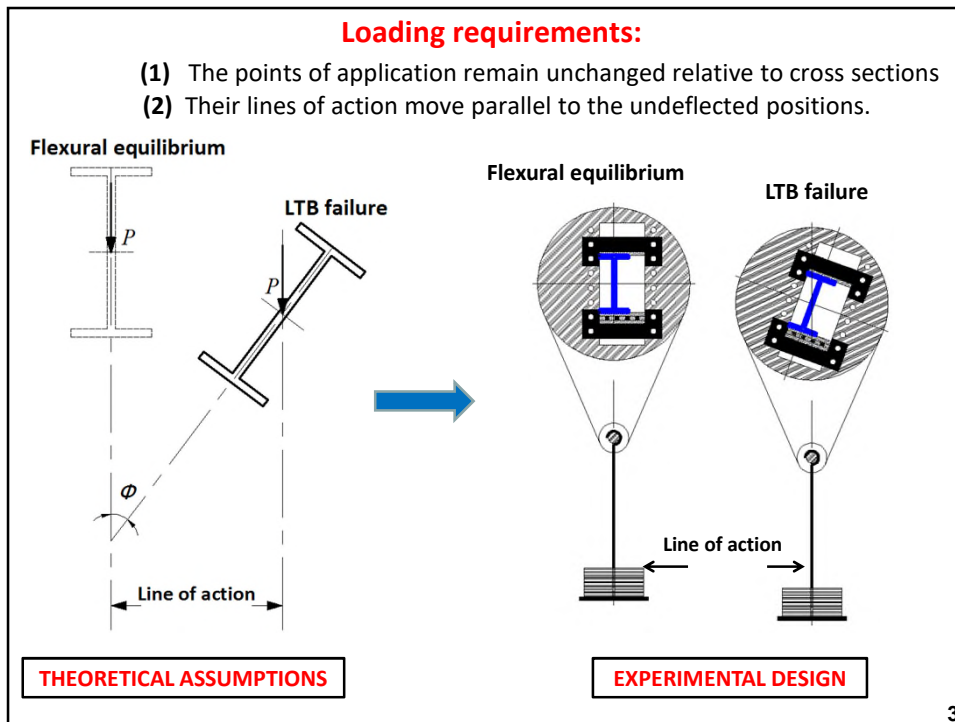 Loading requirements:
(1) The points of application remain unchanged relative to cross sections
(2) Their lines of action move parallel to the undeflected positions.
Flexural equilibrium
P
LTB failure
P
Φ
Line of action
THEORETICAL ASSUMPTIONS
Flexural equilibrium
LTB failure
Line of action
EXPERIMENTAL DESIGN
3